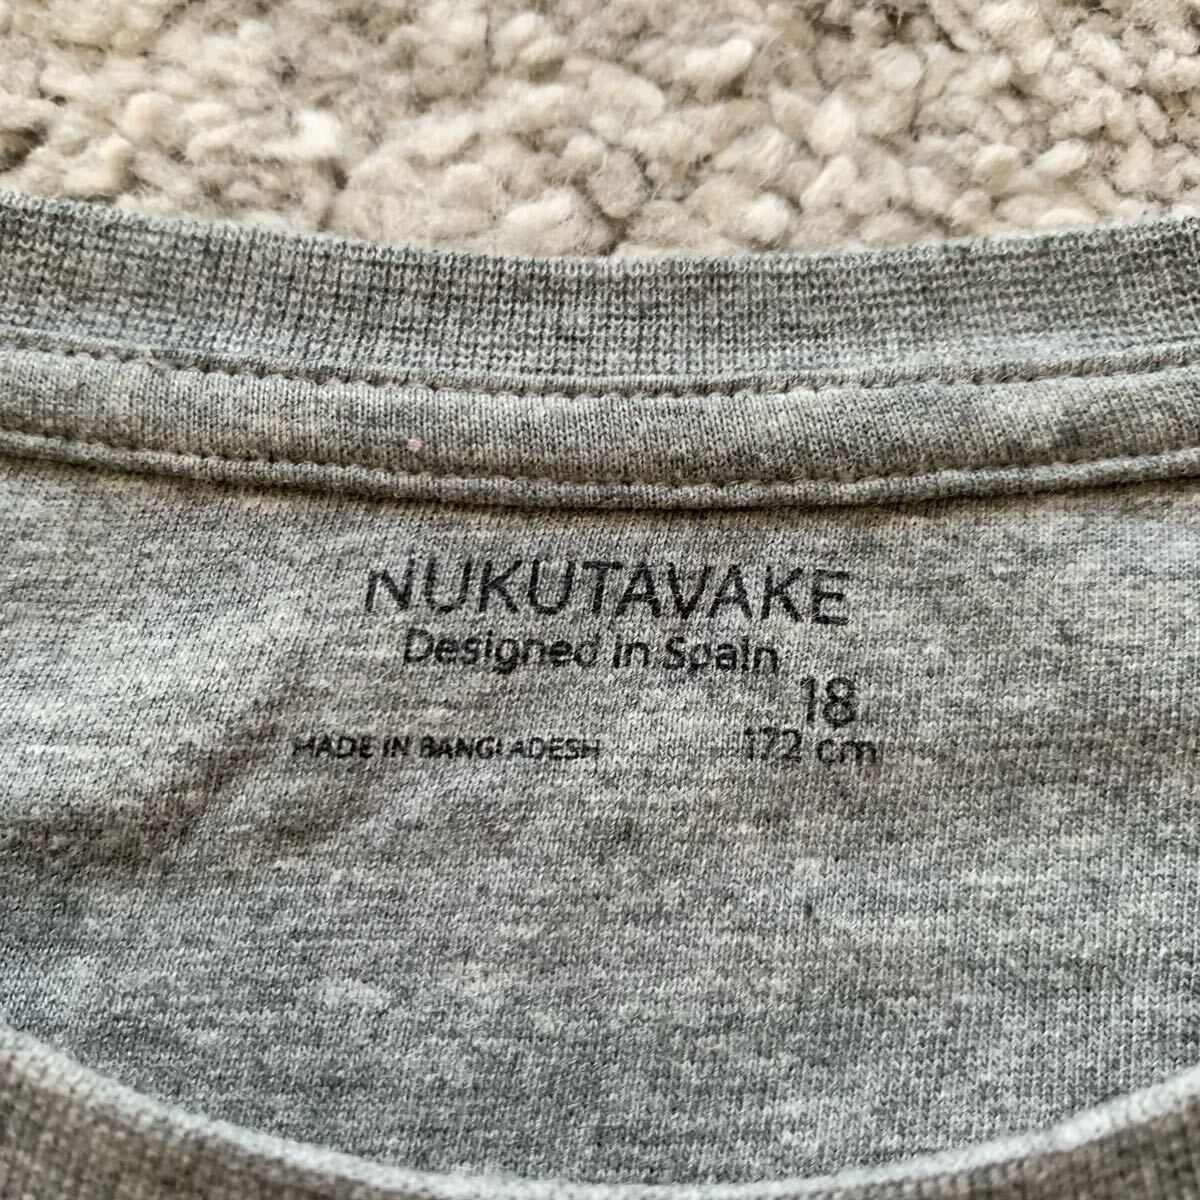 NUKUTAVAKE
Designed in Spain
18
MADE IN BANGLADESH 172 cm